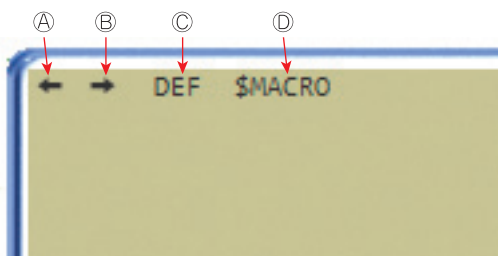 Ⓐ Ⓑ Ⓒ Ⓓ
← → DEF $MACRO